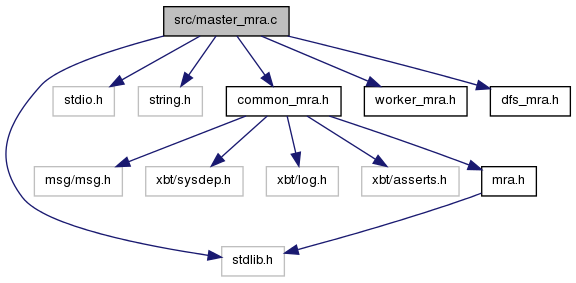 src/master_mra.c
stdio.h
string.h
common_mra.h
worker_mra.h
dfs_mra.h
msg/msg.h
xbt/sysdep.h
xbt/log.h
xbt/asserts.h
mra.h
stdlib.h